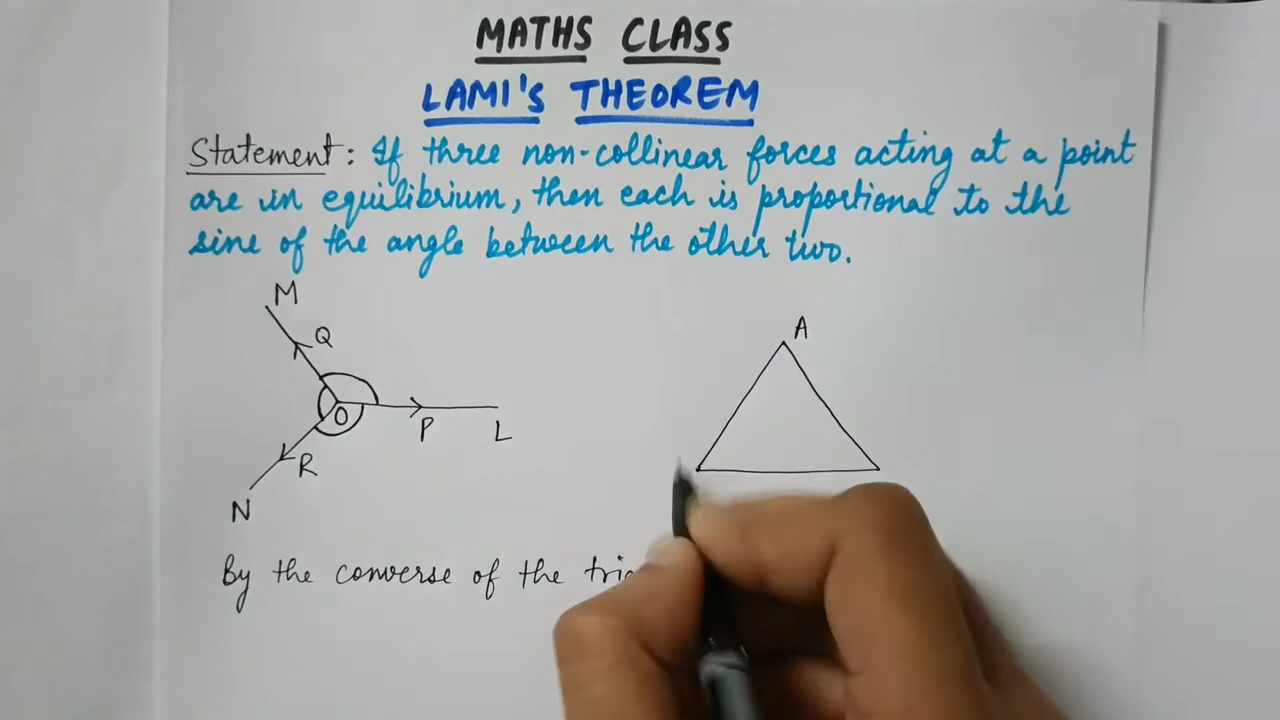 MATHS CLASS
LAMI'S THEOREM
Statement: If three non-collinear forces acting at a point
are in equilibrium, then each is proportional to the
sine of the angle between the other two.
M
Q
A
O
P
L
R
N
By the converse of the